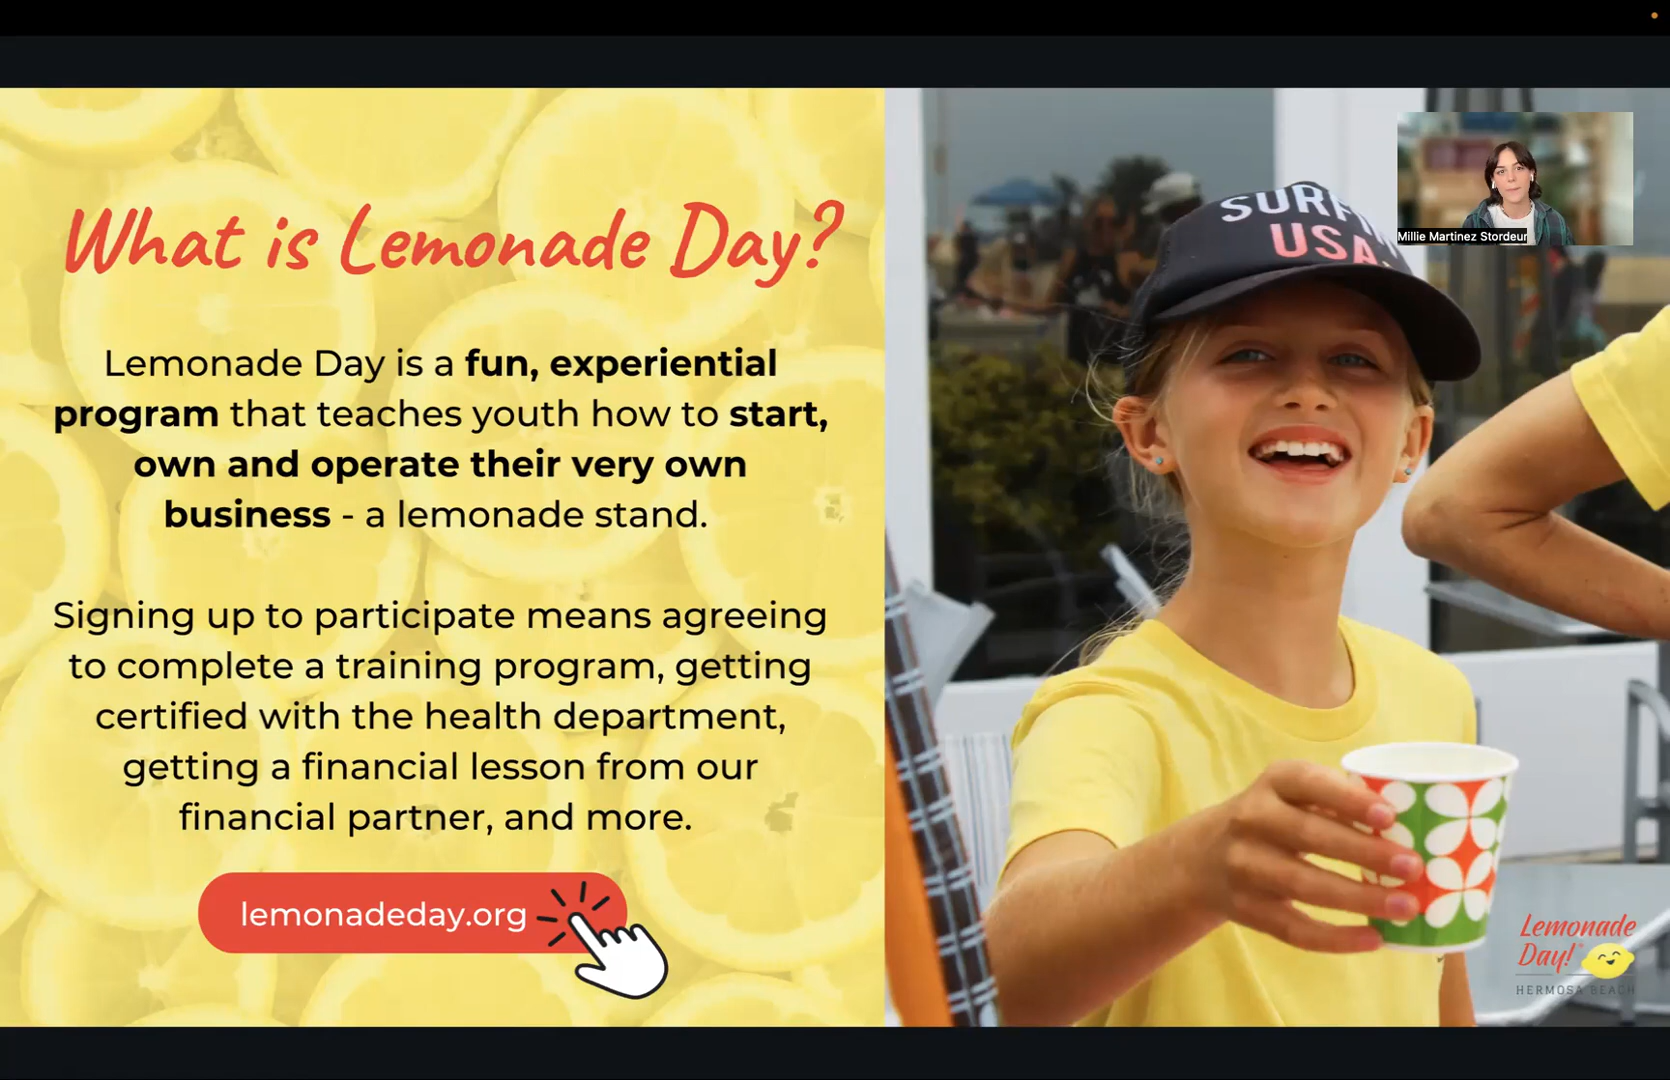 What is Lemonade Day?
Lemonade Day is a fun, experiential
program that teaches youth how to start,
own and operate their very own
business - a lemonade stand.
Signing up to participate means agreeing
to complete a training program, getting
certified with the health department,
getting a financial lesson from our
financial partner, and more.
lemonadeday.org
SURFIN
USA.
Millie Martinez Stordeur
Lemonade
Day!®
HERMOSA BEACH